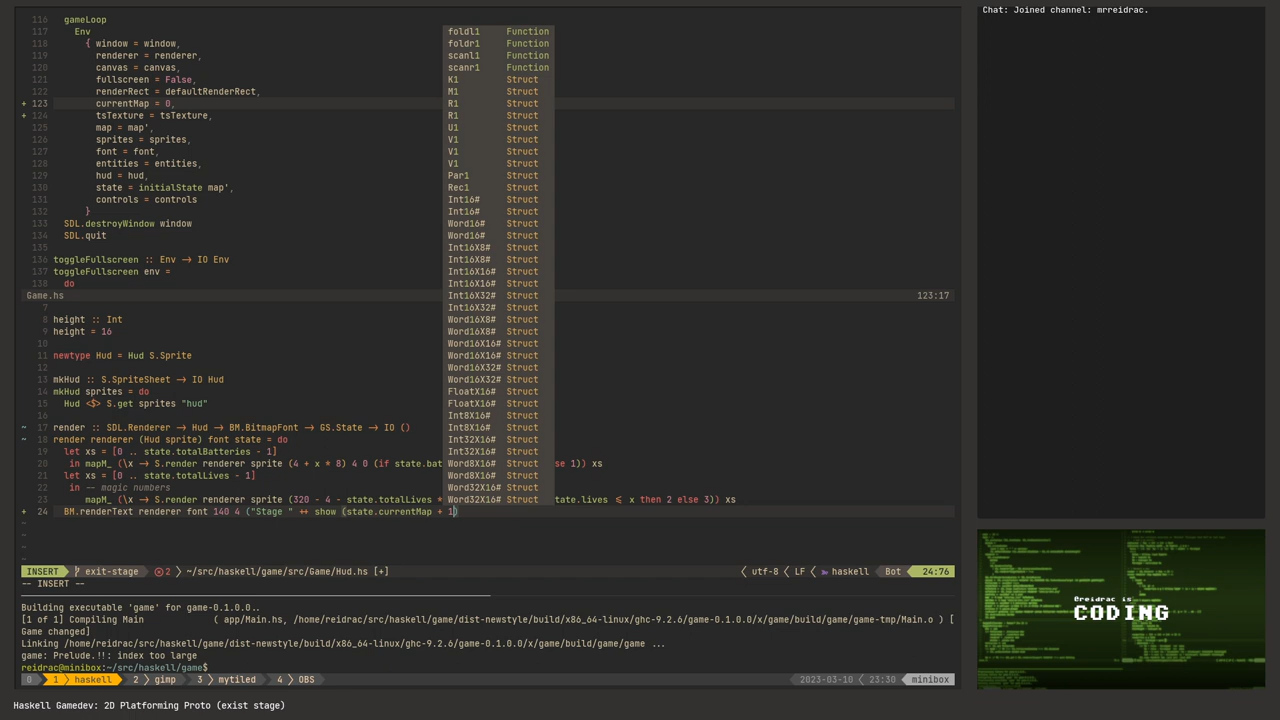 116 gameLoop
117 Env
118 { window = window,
119 renderer = renderer,
120 canvas = canvas,
121 fullscreen = False,
122 renderRect = defaultRenderRect,
+ 123 currentMap = 0,
+ 124 tsTexture = tsTexture,
125 map = map',
126 sprites = sprites,
127 font = font,
128 entities = entities,
129 hud = hud,
130 state = initialState map',
131 controls = controls
132 }
133 SDL.destroyWindow window
134 SDL.quit
135
136 toggleFullscreen :: Env → IO Env
137 toggleFullscreen env =
138 do
Game.hs 123:17
7
8 height :: Int
9 height = 16
10
11 newtype Hud = Hud S.Sprite
12
13 mkHud :: S.SpriteSheet → IO Hud
14 mkHud sprites = do
15 Hud <$> S.get sprites "hud"
16
~ 17 render :: SDL.Renderer → Hud → BM.BitmapFont → GS.State → IO ()
~ 18 render renderer (Hud sprite) font state = do
19 let xs = [0 .. state.totalBatteries - 1]
20 in mapM_ (\x → S.render renderer sprite (4 + x * 8) 4 0 (if state.bat se 1)) xs
21 let xs = [0 .. state.totalLives - 1]
22 in -- magic numbers
23 mapM_ (\x → S.render renderer sprite (320 - 4 - state.totalLives * tate.lives ⩽ x then 2 else 3)) xs
+ 24 BM.renderText renderer font 140 4 ("Stage " ++ show (state.currentMap + 1)
~
~
~
foldl1 Function
foldr1 Function
scanl1 Function
scanr1 Function
K1 Struct
M1 Struct
R1 Struct
R1 Struct
U1 Struct
V1 Struct
V1 Struct
V1 Struct
Par1 Struct
Rec1 Struct
Int16# Struct
Int16# Struct
Word16# Struct
Word16# Struct
Int16X8# Struct
Int16X8# Struct
Int16X16# Struct
Int16X16# Struct
Int16X32# Struct
Int16X32# Struct
Word16X8# Struct
Word16X8# Struct
Word16X16# Struct
Word16X16# Struct
Word16X32# Struct
Word16X32# Struct
FloatX16# Struct
FloatX16# Struct
Int8X16# Struct
Int8X16# Struct
Int32X16# Struct
Int32X16# Struct
Word8X16# Struct
Word8X16# Struct
Word32X16# Struct
Word32X16# Struct
INSERT exit-stage 2 ~/src/haskell/game/src/Game/Hud.hs [+] utf-8 LF haskell Bot 24:76
-- INSERT --
Building executable 'game' for game-0.1.0.0..
[1 of 1] Compiling Main ( app/Main.hs, /home/reidrac/src/haskell/game/dist-newstyle/build/x86_64-linux/ghc-9.2.6/game-0.1.0.0/x/game/build/game/game-tmp/Main.o ) [
Game changed]
Linking /home/reidrac/src/haskell/game/dist-newstyle/build/x86_64-linux/ghc-9.2.6/game-0.1.0.0/x/game/build/game/game ...
game: Prelude.!!: index too large
reidrac@minibox:~/src/haskell/game$
0 1 haskell 2 gimp 3 mytiled 4 OBS 2023-03-10 23:30 minibox
Haskell Gamedev: 2D Platforming Proto (exist stage)
Chat: Joined channel: mrreidrac.
@reidrac is
CODING